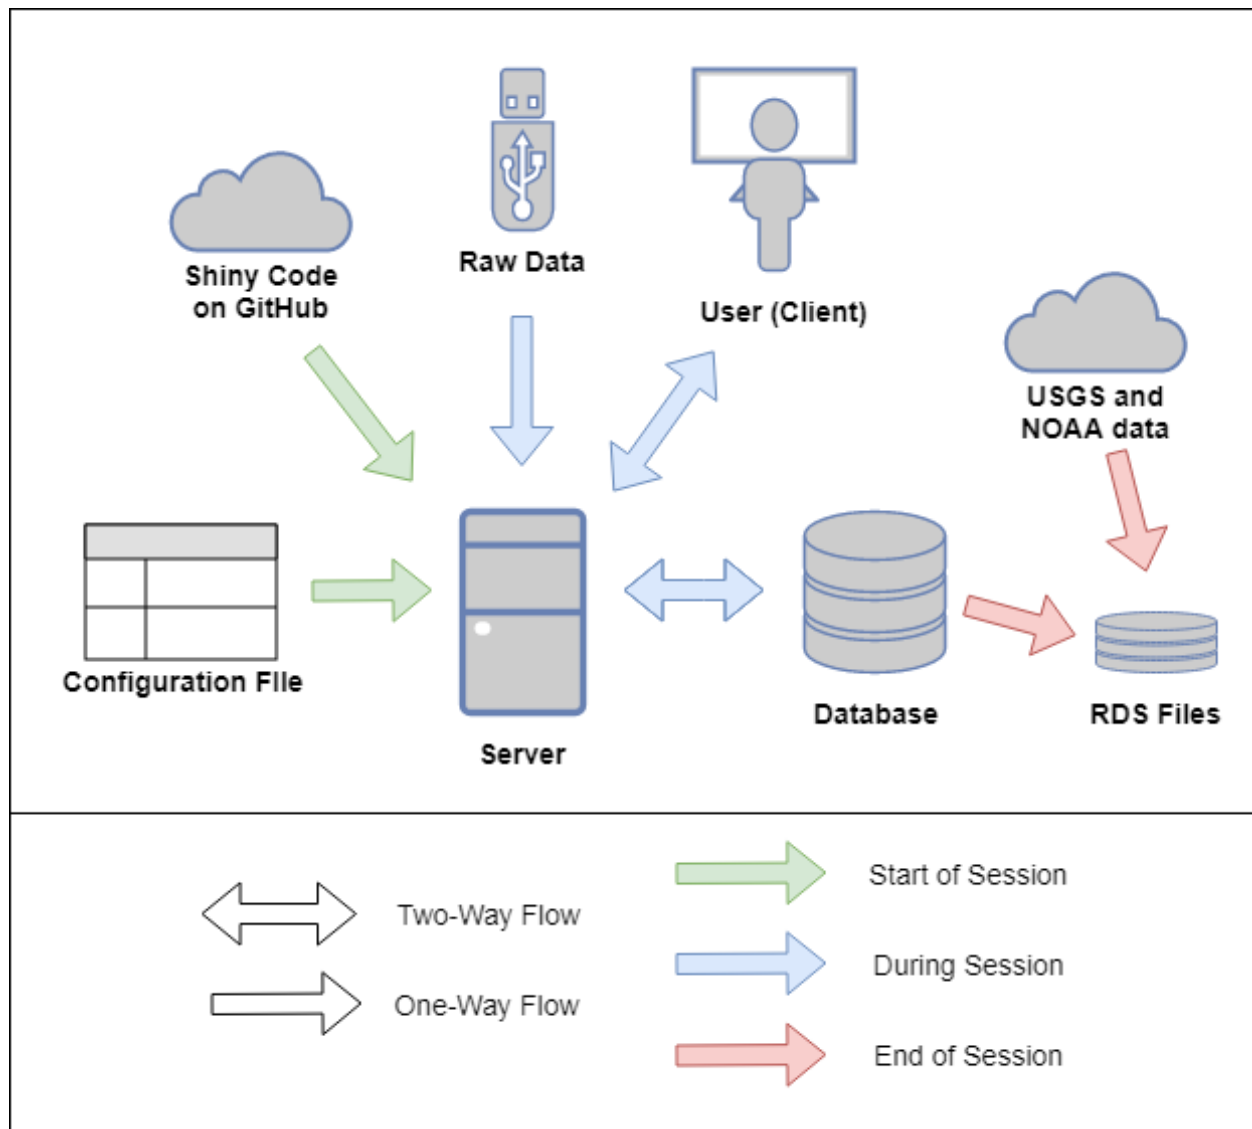 Shiny Code
on GitHub
Raw Data
User (Client)
USGS and
NOAA data
Configuration File
Server
Database
RDS Files
Two-Way Flow
One-Way Flow
Start of Session
During Session
End of Session